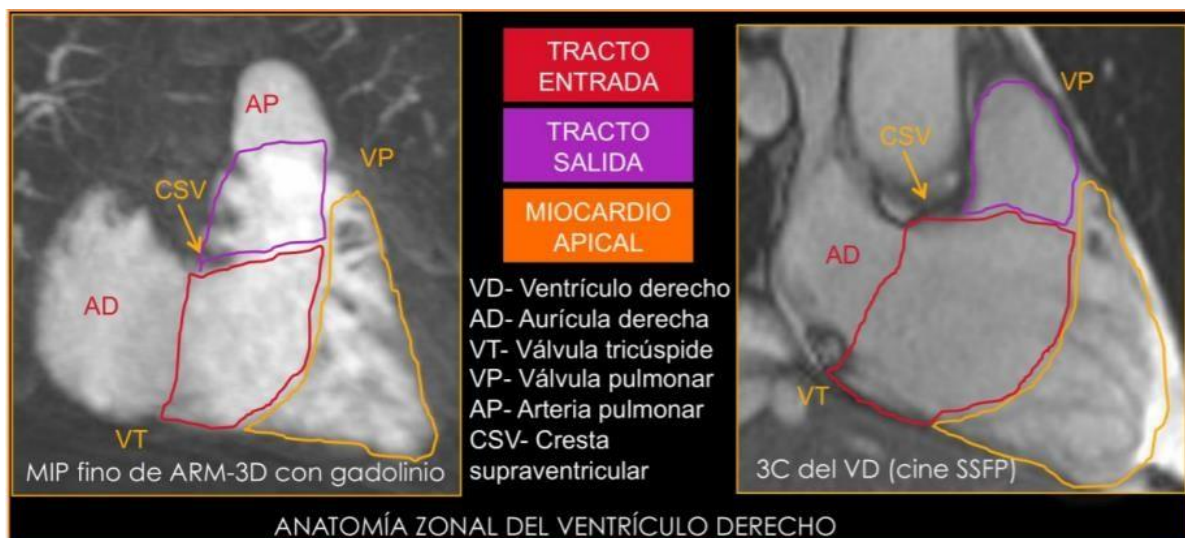 AP
VP
CSV
AD
VT
MIP fino de ARM-3D con gadolinio
TRACTO
ENTRADA
TRACTO
SALIDA
MIOCARDIO
APICAL
VD- Ventrículo derecho
AD- Aurícula derecha
VT- Válvula tricúspide
VP- Válvula pulmonar
AP- Arteria pulmonar
CSV- Cresta
supraventricular
VP
CSV
AD
VT
3C del VD (cine SSFP)
ANATOMÍA ZONAL DEL VENTRÍCULO DERECHO